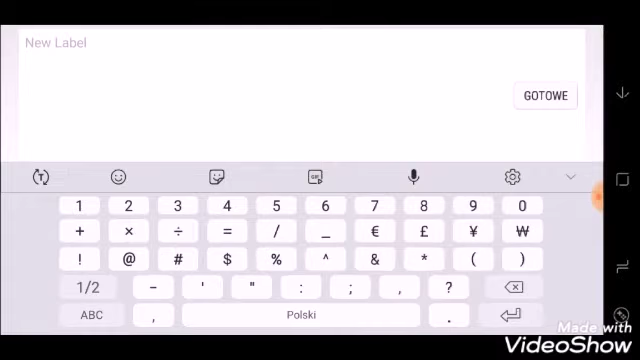 New Label
GOTOWE
GIF
1 2 3 4 5 6 7 8 9 0
+ × ÷ = / _ € £ ¥ ₩
! @ # $ % ^ & * ( )
1/2 - ' " : ; , ?
ABC , Polski .
Made with
VideoShow